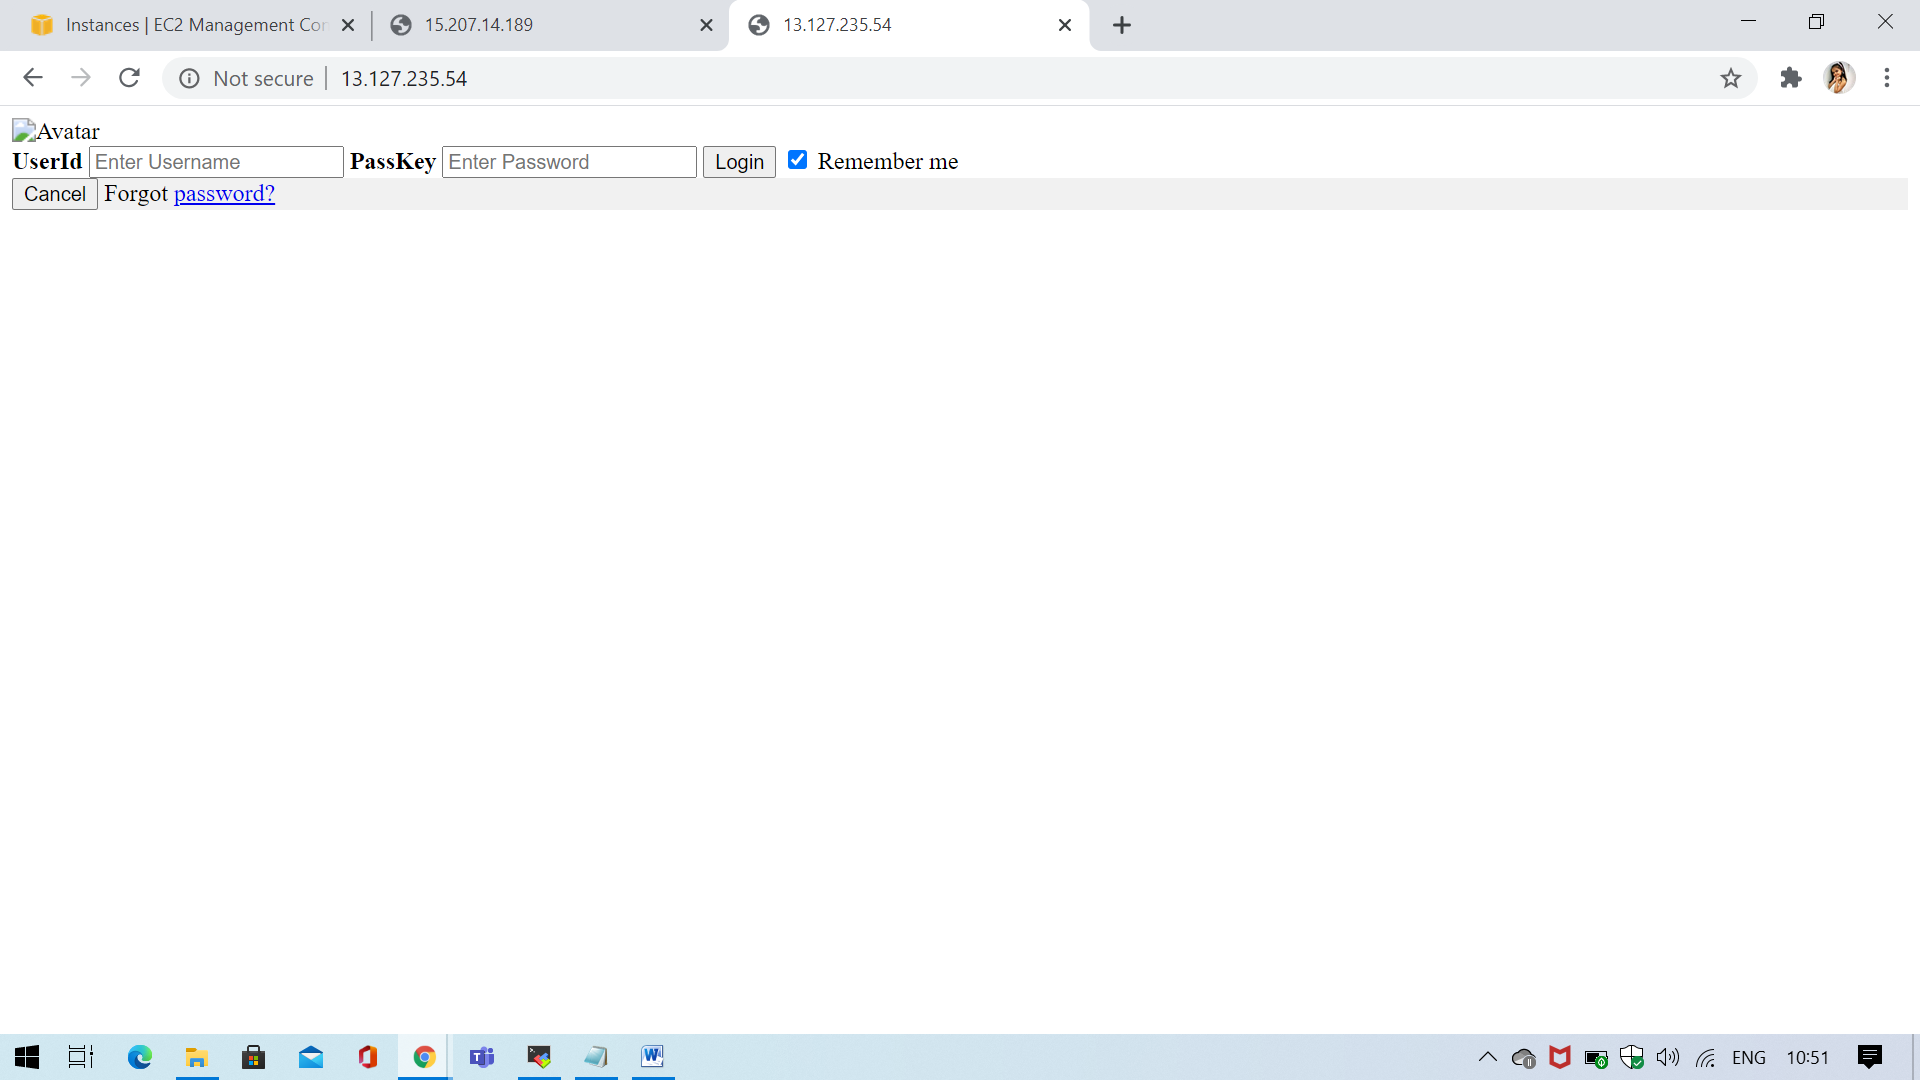 Instances | EC2 Management Con
15.207.14.189
13.127.235.54
Not secure
13.127.235.54
Avatar
UserId Enter Username PassKey Enter Password Login Remember me
Cancel Forgot password?
ENG 10:51